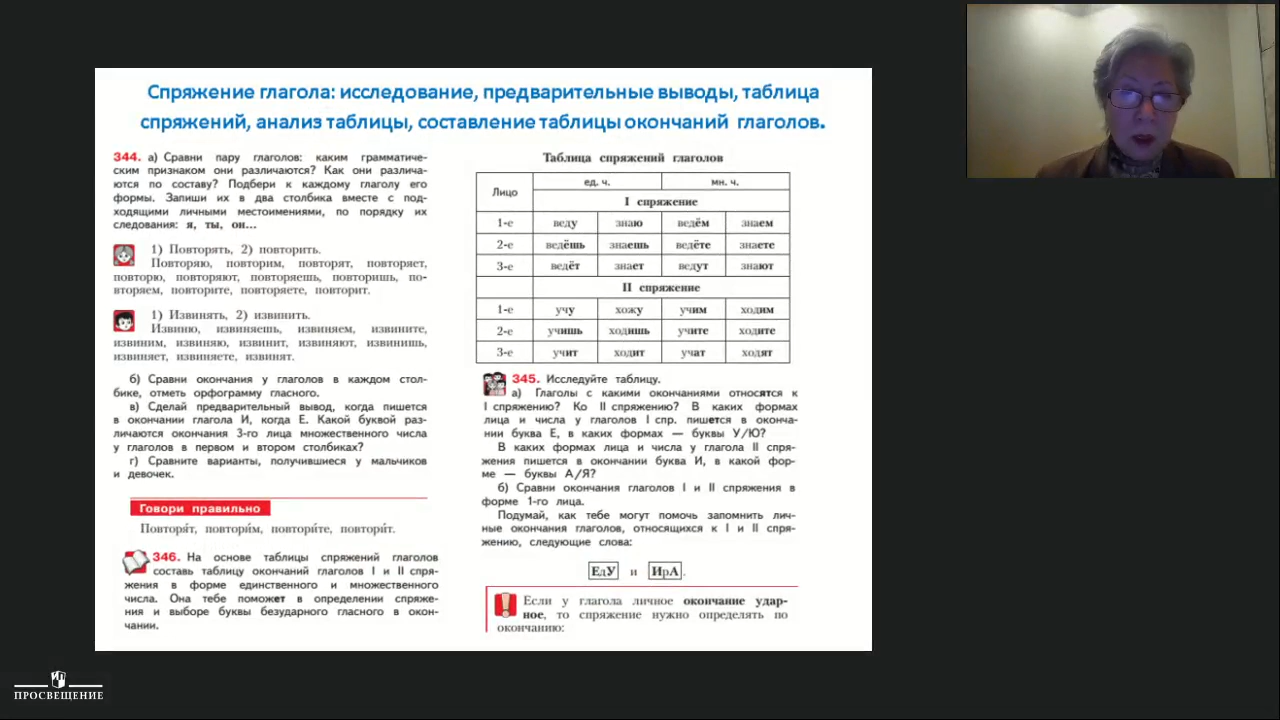 Спряжение глагола: исследование, предварительные выводы, таблица
спряжений, анализ таблицы, составление таблицы окончаний глаголов.
344. а) Сравни пару глаголов: каким грамматиче-
ским признаком они различаются? Как они различа-
ются по составу? Подбери к каждому глаголу его
формы. Запиши их в два столбика вместе с под-
ходящими личными местоимениями, по порядку их
следования: я, ты, он...
1) Повторять, 2) повторить.
Повторяю, повторим, повторят, повторяет,
повторю, повторяют, повторяешь, повторишь, по-
вторяем, повторите, повторяете, повторит.
1) Извинять, 2) извинить.
Извиню, извиняешь, извиняем, извините,
извиним, извиняю, извинит, извиняют, извинишь,
извиняет, извиняете, извинят.
б) Сравни окончания у глаголов в каждом стол-
бике, отметь орфограмму гласного.
в) Сделай предварительный вывод, когда пишется
в окончании глагола И, когда Е. Какой буквой раз-
личаются окончания 3-го лица множественного числа
у глаголов в первом и втором столбиках?
г) Сравните варианты, получившиеся у мальчиков
и девочек.
Говори правильно
Повторя́т, повтори́м, повтори́те, повтори́т.
346. На основе таблицы спряжений глаголов
составь таблицу окончаний глаголов I и II спря-
жения в форме единственного и множественного
числа. Она тебе поможет в определении спряже-
ния и выборе буквы безударного гласного в окон-
чании.
Таблица спряжений глаголов
Лицо ед. ч. мн. ч.
I спряжение
1-е веду знаю ведём знаем
2-е ведёшь знаешь ведёте знаете
3-е ведёт знает ведут знают
II спряжение
1-е учу хожу учим ходим
2-е учишь ходишь учите ходите
3-е учит ходит учат ходят
345. Исследуйте таблицу.
а) Глаголы с какими окончаниями относятся к
I спряжению? Ко II спряжению? В каких формах
лица и числа у глаголов I спр. пишется в оконча-
нии буква Е, в каких формах — буквы У/Ю?
В каких формах лица и числа у глагола II спря-
жения пишется в окончании буква И, в какой фор-
ме — буквы А/Я?
б) Сравни окончания глаголов I и II спряжения в
форме 1-го лица.
Подумай, как тебе могут помочь запомнить лич-
ные окончания глаголов, относящихся к I и II спря-
жению, следующие слова:
ЕдУ и ИрА.
Если у глагола личное окончание удар-
ное, то спряжение нужно определять по
окончанию:
ПРОСВЕЩЕНИЕ